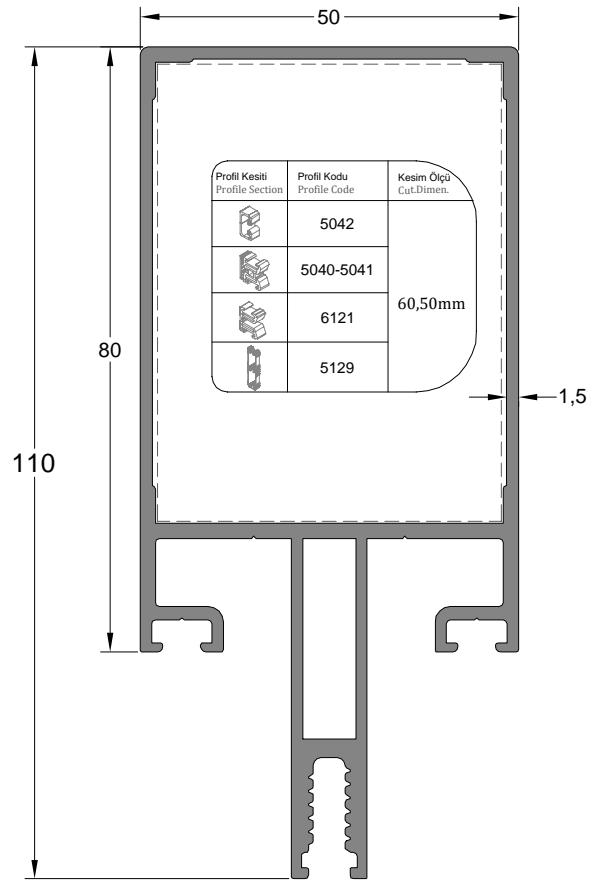 50
Profil Kesiti
Profile Section
Profil Kodu
Profile Code
Kesim Ölçü
Cut.Dimen.
5042
5040-5041
60,50mm
6121
5129
80
1,5
110